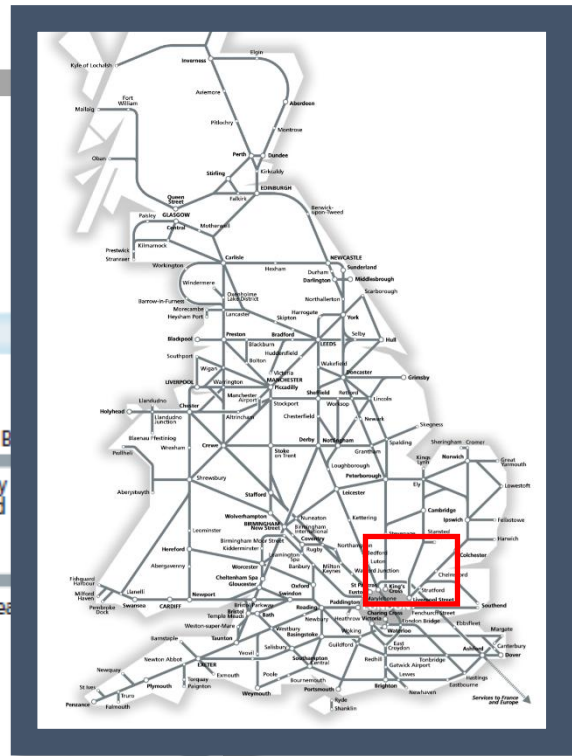 Kyle of Lochalsh
Inverness
Elgin
Mallaig
Fort
William
Aviemore
Aberdeen
Pitlochry
Montrose
Oban
Perth
Dundee
Stirling
Kirkcaldy
Falkirk
EDINBURGH
Queen
Street
GLASGOW
Paisley
Central
Motherwell
Berwick-
upon-Tweed
Prestwick
Kilmarnock
Stranraer
Carlisle
NEWCASTLE
Workington
Hexham
Sunderland
Durham
Darlington
Middlesbrough
Windermere
Oxenholme
Lake District
Northallerton
Scarborough
Barrow-in-Furness
Morecambe
Heysham Port
Lancaster
Skipton
Harrogate
York
Blackpool
Preston
Bradford
LEEDS
Selby
Hull
Blackburn
Southport
Bolton
Huddersfield
Wakefield
Wigan
Victoria
MANCHESTER
Piccadilly
LIVERPOOL
Warrington
Doncaster
Grimsby
Manchester
Airport
Sheffield
Retford
Lincoln
Llandudno
Chester
Stockport
Worksop
Holyhead
Llandudno
Junction
Altrincham
Chesterfield
Newark
Blaenau Ffestiniog
Wrexham
Crewe
Stoke
on Trent
Derby
Nottingham
Skegness
Pwllheli
Grantham
Spalding
Sheringham
Cromer
Kings
Lynn
Norwich
Great
Yarmouth
Aberystwyth
Shrewsbury
Stafford
Loughborough
Peterborough
Ely
Lowestoft
Leicester
Wolverhampton
BIRMINGHAM
New Street
Nuneaton
Birmingham
International
Kettering
Cambridge
Ipswich
Felixstowe
Leominster
Birmingham Moor Street
Coventry
Rugby
Northampton
Stevenage
Stansted
Harwich
Hereford
Kidderminster
Leamington
Spa
Bedford
Colchester
Abergavenny
Worcester
Banbury
Milton
Keynes
Luton
Watford Junction
Chelmsford
Fishguard
Harbour
Cheltenham Spa
Gloucester
Oxford
St Pancras
King's
Cross
Euston
Stratford
Milford
Haven
Llanelli
Newport
Swindon
Marylebone
Liverpool Street
Pembroke
Dock
Swansea
CARDIFF
Bristol Parkway
Reading
Paddington
Fenchurch Street
Southend
Bristol
Temple Meads
Bath
Newbury
Heathrow
Victoria
Charing Cross
London Bridge
Waterloo
Ebbsfleet
Margate
Weston-super-Mare
Westbury
Basingstoke
Woking
East
Croydon
Barnstaple
Taunton
Salisbury
Redhill
Gatwick Airport
Tonbridge
Ashford
Canterbury
Dover
Newton Abbot
EXETER
Yeovil
Southampton
Central
Lewes
Hastings
Newquay
Exmouth
Poole
Bournemouth
Brighton
Eastbourne
St Ives
Plymouth
Torquay
Paignton
Weymouth
Portsmouth
Newhaven
Truro
Penzance
Falmouth
Ryde
Shanklin
Services to France
and Europe